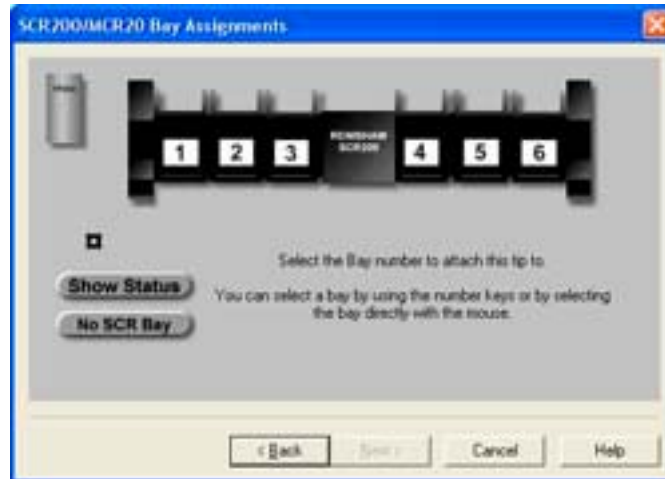 SCR200/MCR20 Bay Assignments
RENISHAW
SCR200
1 2 3 4 5 6
Select the Bay number to attach this tip to.
Show Status
You can select a bay by using the number keys or by selecting
the bay directly with the mouse.
No SCR Bay
< Back Next > Cancel Help